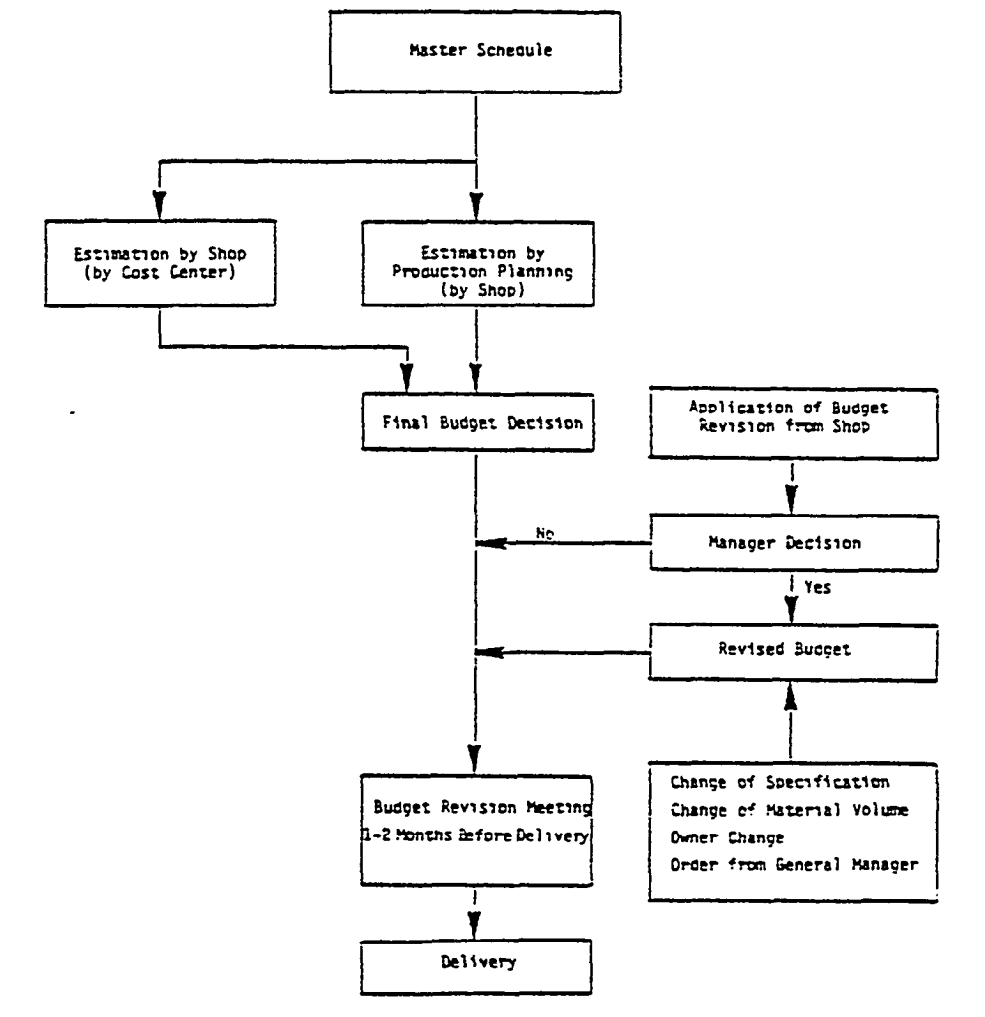 Master Schedule
Estimation by Shop
(by Cost Center)
Estimation by
Production Planning
(by Shop)
Final Budget Decision
Application of Budget
Revision from Shop
No
Manager Decision
Yes
Revised Budget
Budget Revision Meeting
1-2 Months Before Delivery
Change of Specification
Change of Material Volume
Owner Change
Order from General Manager
Delivery